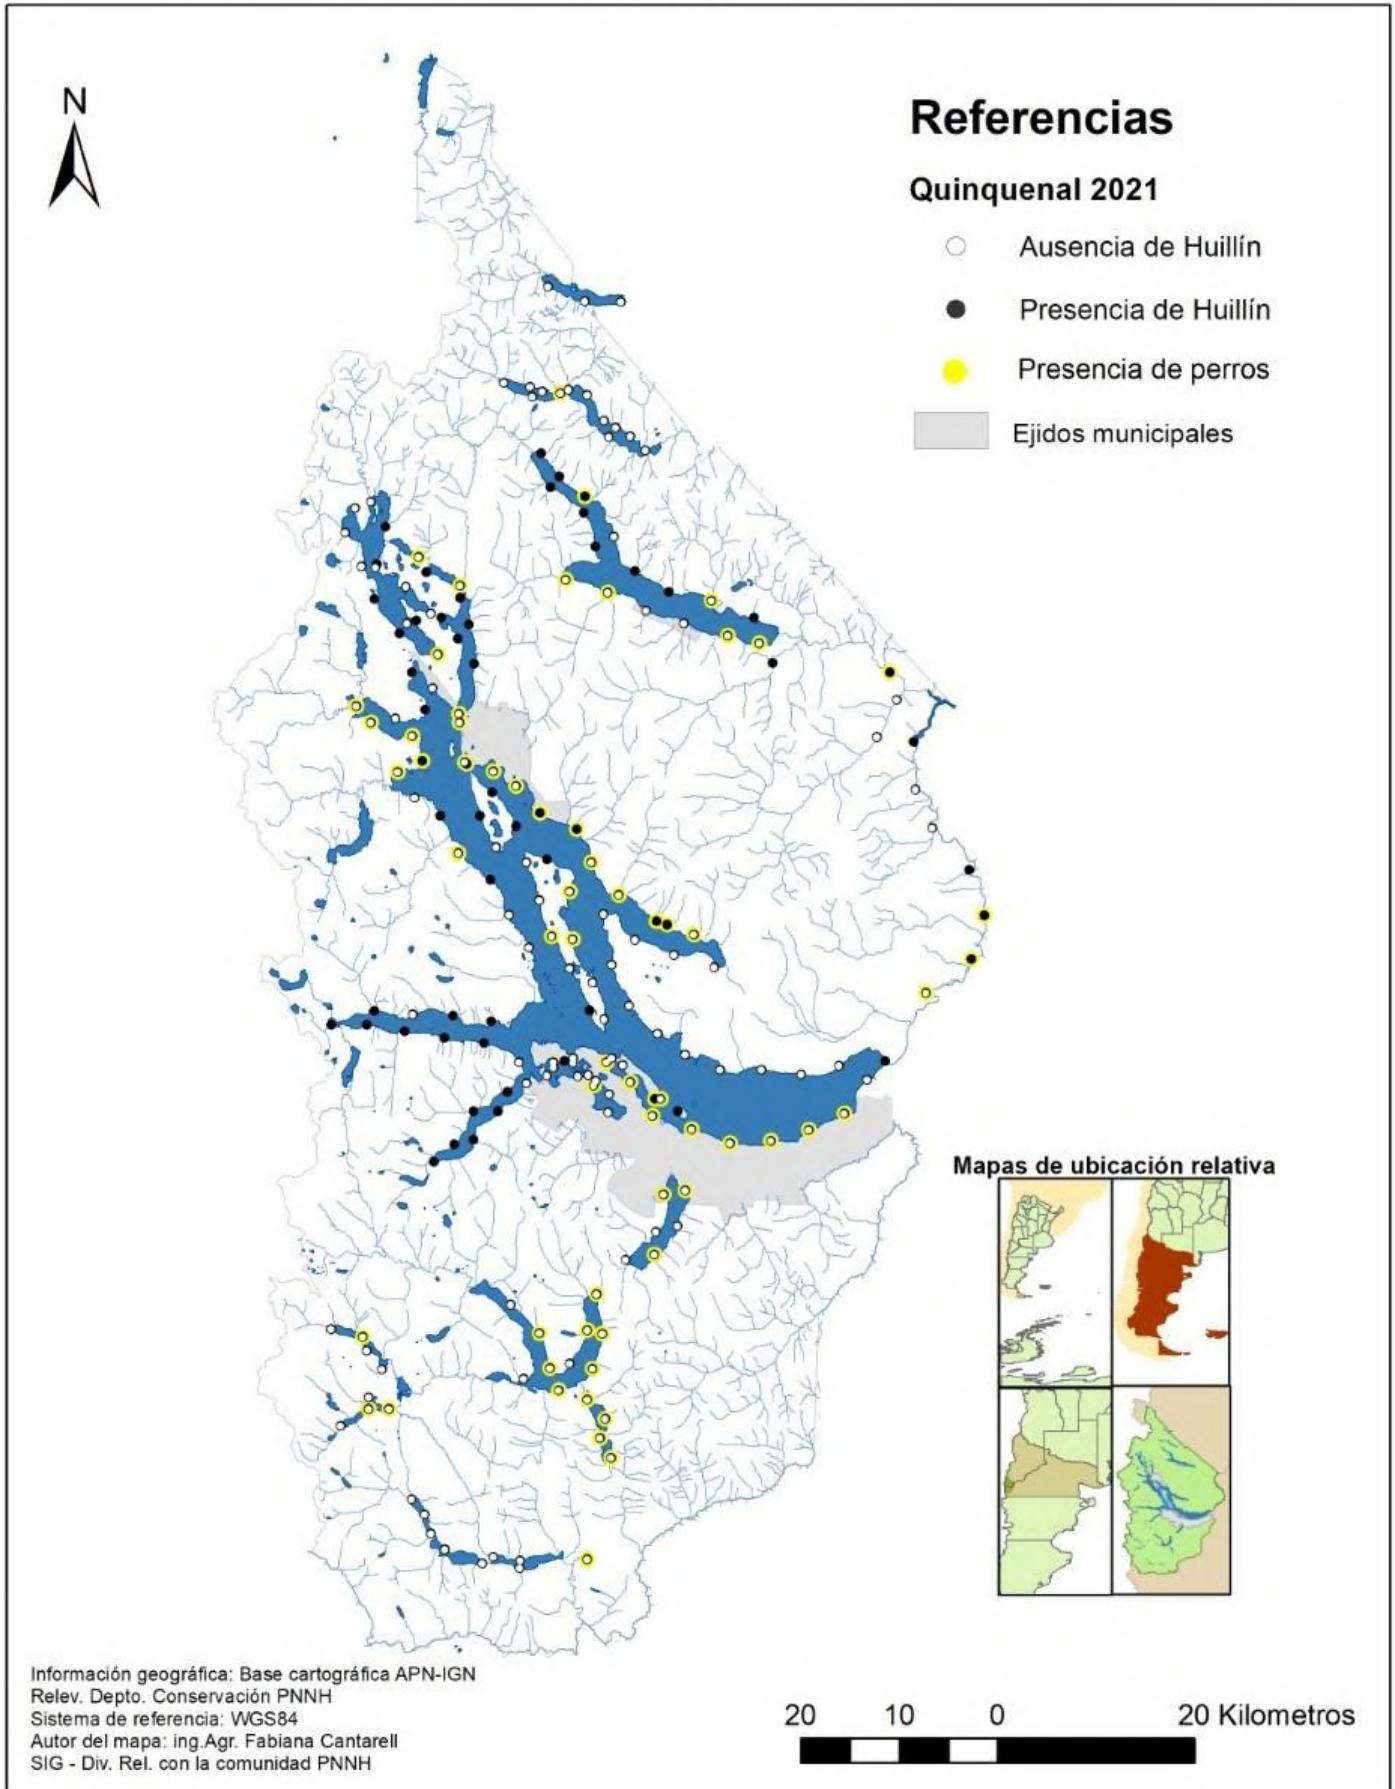 N
Referencias
Quinquenal 2021
Ausencia de Huillín
Presencia de Huillín
Presencia de perros
Ejidos municipales
Mapas de ubicación relativa
Información geográfica: Base cartográfica APN-IGN
Relev. Depto. Conservación PNNH
Sistema de referencia: WGS84
Autor del mapa: ing.Agr. Fabiana Cantarell
SIG - Div. Rel. con la comunidad PNNH
20 10 0 20 Kilometros